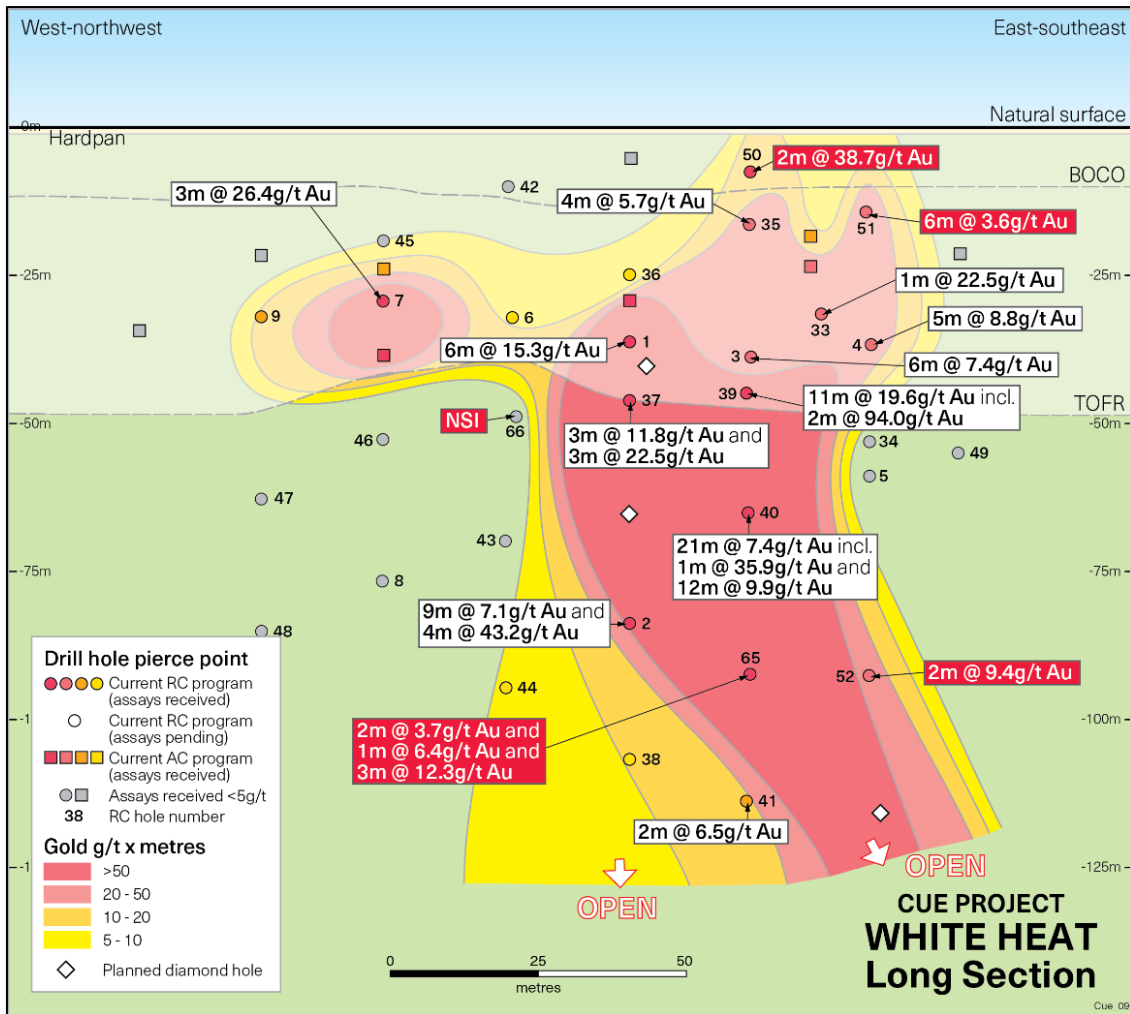 West-northwest
East-southeast
Natural surface
0m
Hardpan
BOCO
50
2m @ 38.7g/t Au
42
3m @ 26.4g/t Au
4m @ 5.7g/t Au
35
51
6m @ 3.6g/t Au
45
-25m
36
-25m
1m @ 22.5g/t Au
7
9
6
33
5m @ 8.8g/t Au
6m @ 15.3g/t Au
1
3
4
6m @ 7.4g/t Au
37
39
11m @ 19.6g/t Au incl.
2m @ 94.0g/t Au
TOFR
NSI
66
-50m
-50m
46
3m @ 11.8g/t Au and
3m @ 22.5g/t Au
34
49
5
47
40
43
21m @ 7.4g/t Au incl.
1m @ 35.9g/t Au and
12m @ 9.9g/t Au
-75m
-75m
8
9m @ 7.1g/t Au and
4m @ 43.2g/t Au
2
48
65
52
2m @ 9.4g/t Au
44
2m @ 3.7g/t Au and
1m @ 6.4g/t Au and
3m @ 12.3g/t Au
-1
-100m
38
41
2m @ 6.5g/t Au
-1
-125m
OPEN
OPEN
Drill hole pierce point
Current RC program
(assays received)
Current RC program
(assays pending)
Current AC program
(assays received)
Assays received <5g/t
38 RC hole number
Gold g/t x metres
>50
20 - 50
10 - 20
5 - 10
Planned diamond hole
0 25 50
metres
CUE PROJECT
WHITE HEAT
Long Section
Cue 09